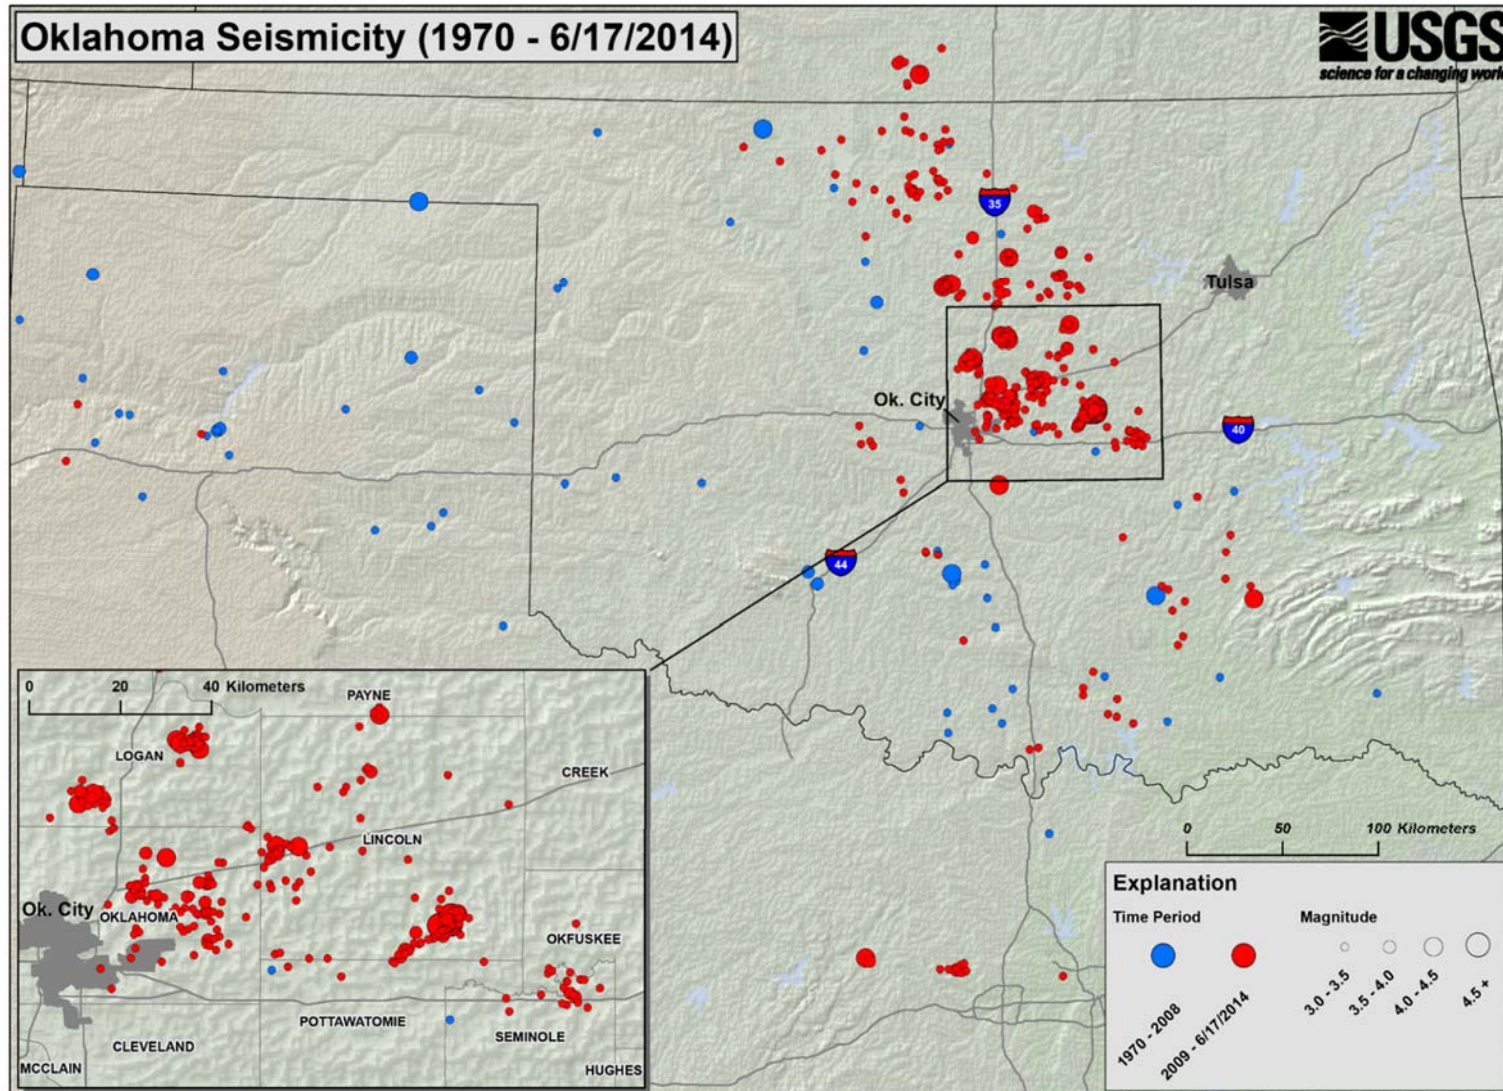 Oklahoma Seismicity (1970 - 6/17/2014)
USGS
science for a changing world
35
Tulsa
Ok. City
40
44
0 20 40 Kilometers
PAYNE
LOGAN
CREEK
LINCOLN
Ok. City
OKLAHOMA
OKFUSKEE
POTTAWATOMIE
SEMINOLE
CLEVELAND
MCCLAIN
HUGHES
0 50 100 Kilometers
Explanation
Time Period
Magnitude
1970 - 2008
2009 - 6/17/2014
3.0 - 3.5
3.5 - 4.0
4.0 - 4.5
4.5 +